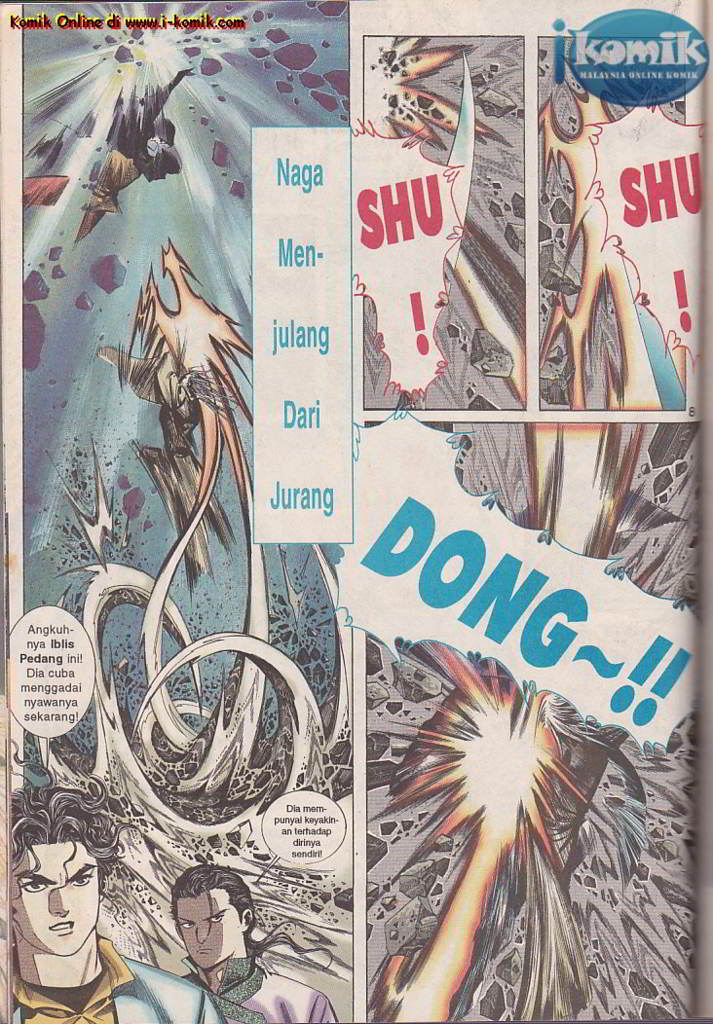 Komik Online di www.i-komik.com
ikomik
MALAYSIA ONLINE KOMIK
Naga
Men-
julang
Dari
Jurang
SHU
!
SHU
!
8
DONG~!!
Angkuh-
nya Iblis
Pedang ini!
Dia cuba
menggadai
nyawanya
sekarang!
Dia mem-
punyai keyakin-
an terhadap
dirinya
sendiri!